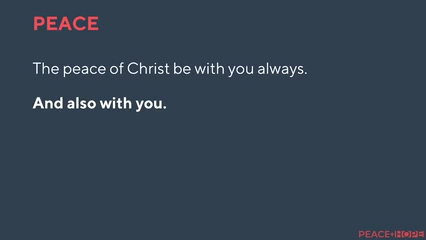 PEACE
The peace of Christ be with you always.
And also with you.
PEACE+HOPE